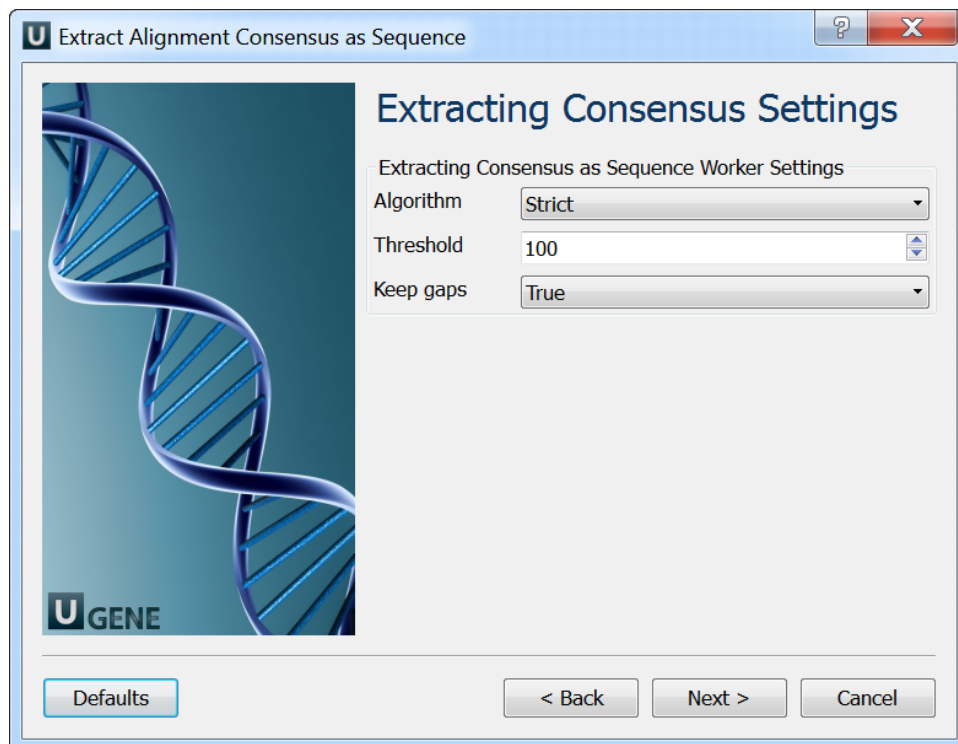 U Extract Alignment Consensus as Sequence ? X
Extracting Consensus Settings
Extracting Consensus as Sequence Worker Settings
Algorithm Strict
Threshold 100
Keep gaps True
U GENE
Defaults < Back Next > Cancel